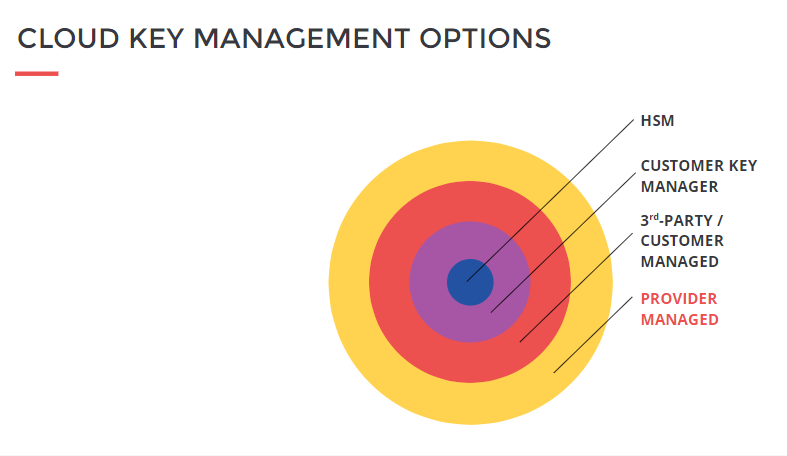 CLOUD KEY MANAGEMENT OPTIONS
HSM
CUSTOMER KEY
MANAGER
3rd-PARTY /
CUSTOMER
MANAGED
PROVIDER
MANAGED